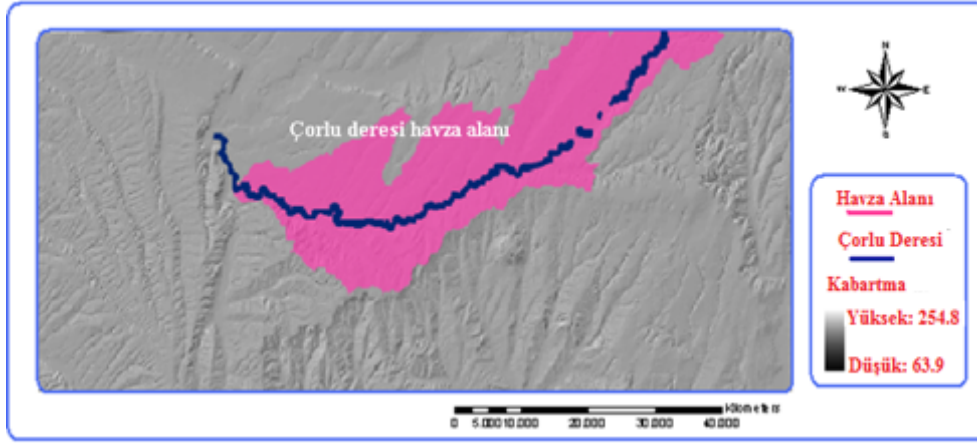 Çorlu deresi havza alanı
N
W
E
S
Havza Alanı
Çorlu Deresi
Kabartma
Yüksek: 254.8
Düşük: 63.9
Kilometers
0 5.000 10.000 20.000 30.000 40.000